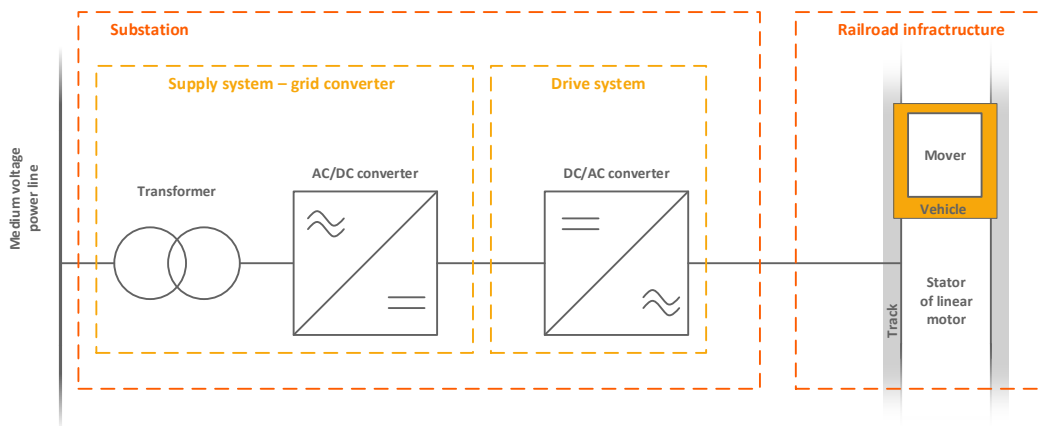 Substation
Railroad infractructure
Supply system – grid converter
Drive system
Medium voltage
power line
Transformer
AC/DC converter
DC/AC converter
Mover
Vehicle
Stator
of linear
motor
Track